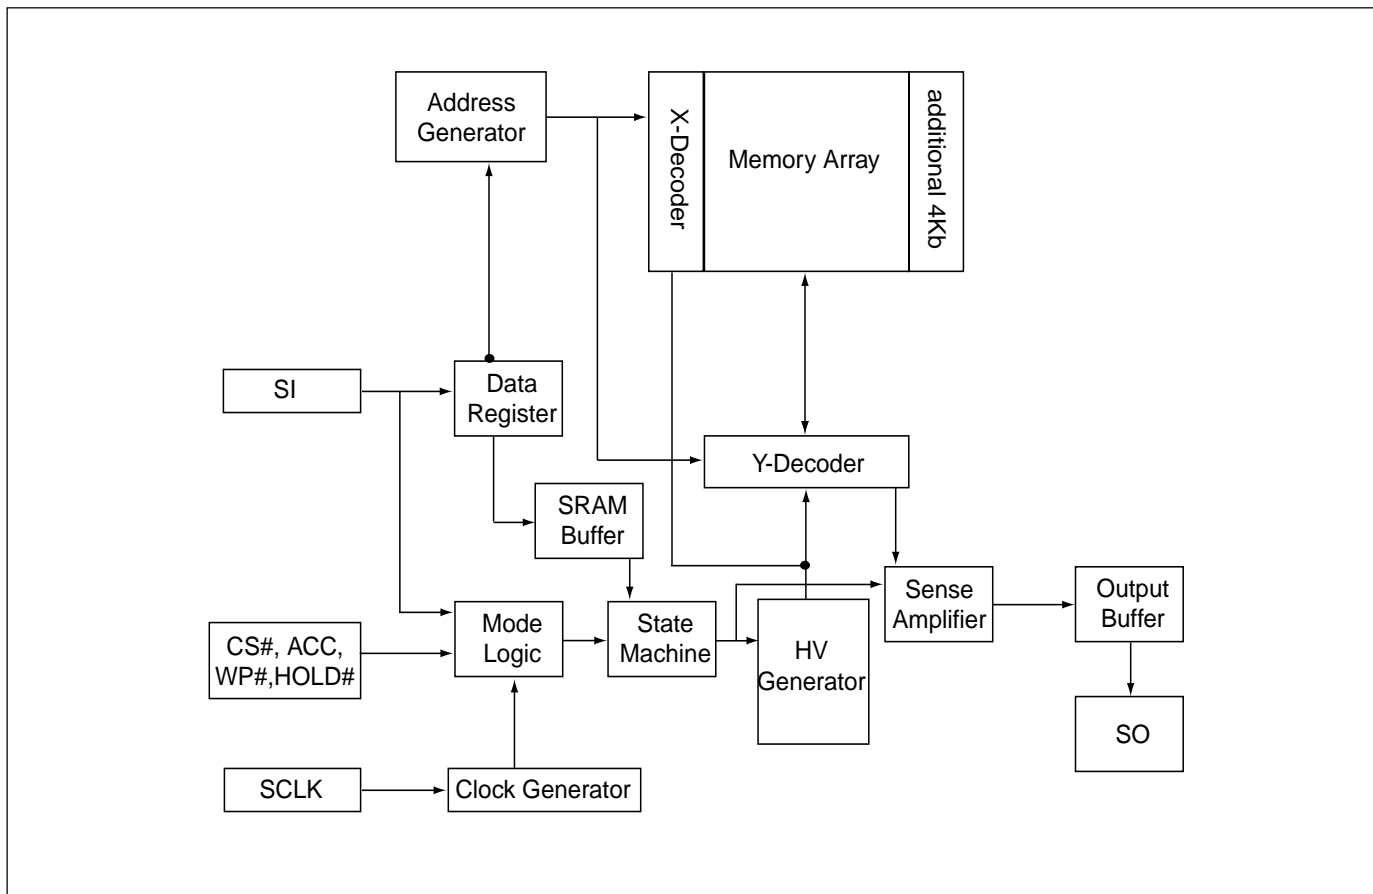 Address
Generator
X-Decoder
Memory Array
additional 4Kb
SI
Data
Register
Y-Decoder
SRAM
Buffer
Sense
Amplifier
Output
Buffer
CS#, ACC,
WP#,HOLD#
Mode
Logic
State
Machine
HV
Generator
SO
SCLK
Clock Generator